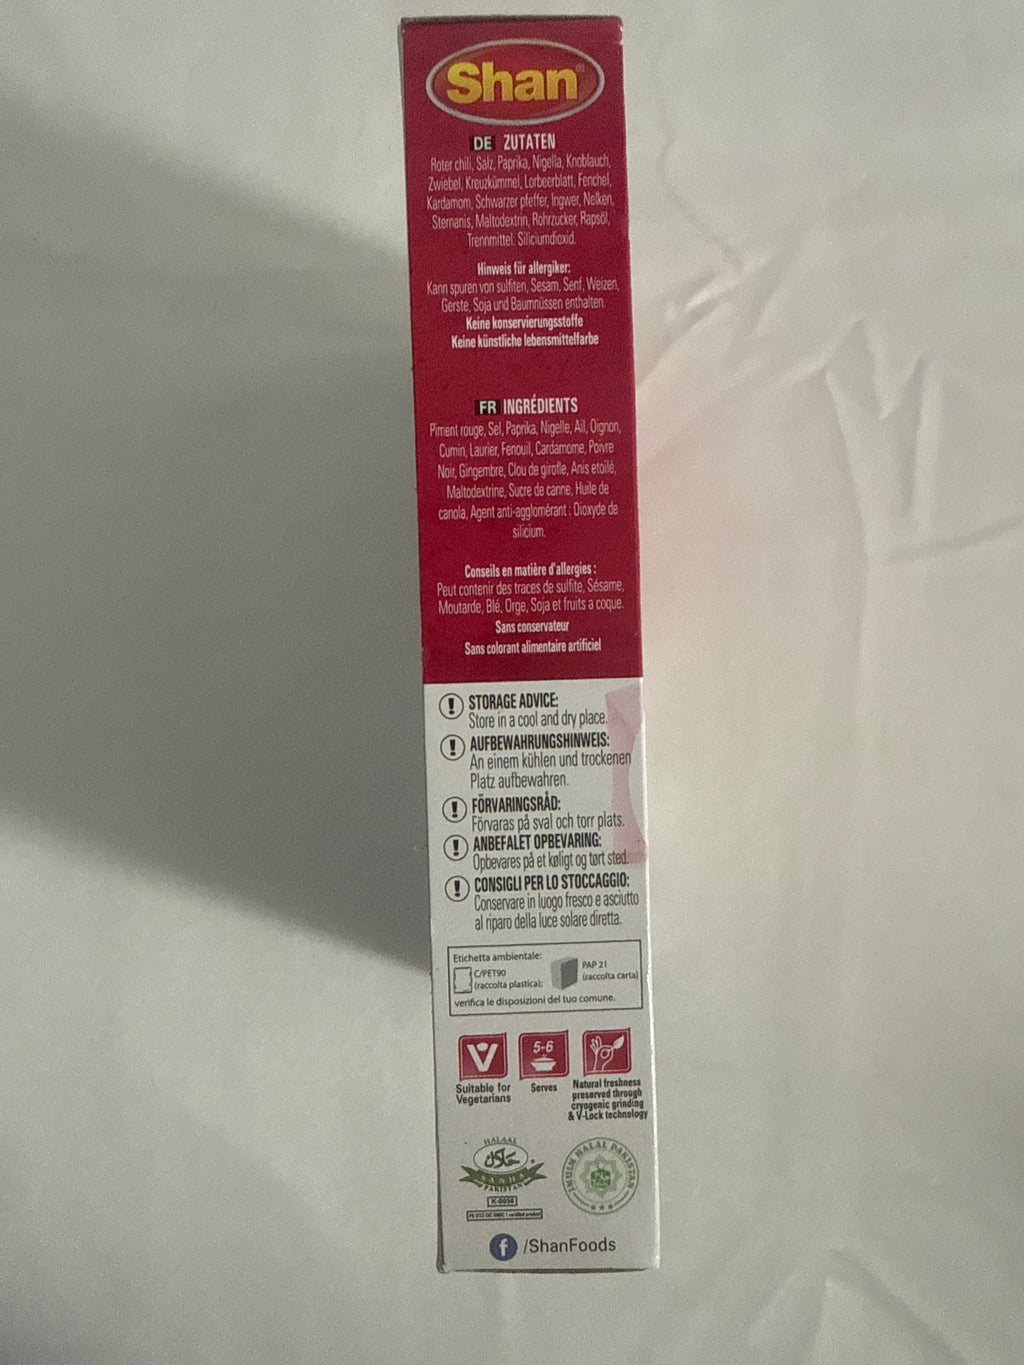 Shan®
DE ZUTATEN
Roter chili, Salz, Paprika, Nigella, Knoblauch,
Zwiebel, Kreuzkümmel, Lorbeerblatt, Fenchel,
Kardamom, Schwarzer pfeffer, Ingwer, Nelken,
Sternanis, Maltodextrin, Rohrzucker, Rapsöl,
Trennmittel: Siliciumdioxid.
Hinweis für allergiker:
Kann spuren von sulfiten, Sesam, Senf, Weizen,
Gerste, Soja und Baumnüssen enthalten.
Keine konservierungsstoffe
Keine künstliche lebensmittelfarbe
FR INGRÉDIENTS
Piment rouge, Sel, Paprika, Nigelle, Ail, Oignon,
Cumin, Laurier, Fenouil, Cardamome, Poivre
Noir, Gingembre, Clou de girofle, Anis etoilé,
Maltodextrine, Sucre de canne, Huile de
canola, Agent anti-agglomérant : Dioxyde de
silicium.
Conseils en matière d'allergies :
Peut contenir des traces de sulfite, Sésame,
Moutarde, Blé, Orge, Soja et fruits a coque.
Sans conservateur
Sans colorant alimentaire artificiel
! STORAGE ADVICE:
Store in a cool and dry place.
! AUFBEWAHRUNGSHINWEIS:
An einem kühlen und trockenen
Platz aufbewahren.
! FÖRVARINGSRÅD:
Förvaras på sval och torr plats.
! ANBEFALET OPBEVARING:
Opbevares på et køligt og tørt sted.
! CONSIGLI PER LO STOCCAGGIO:
Conservare in luogo fresco e asciutto
al riparo della luce solare diretta.
Etichetta ambientale:
C/PET90
(raccolta plastica);
PAP 21
(raccolta carta)
verifica le disposizioni del tuo comune.
V
Suitable for
Vegetarians
5-6
Serves
Natural freshness
preserved through
cryogenic grinding
& V-Lock technology
HALAAL
حلال
SANHA
PAKISTAN
K-0056
JMUIM HALAL PAKISTAN
f /ShanFoods